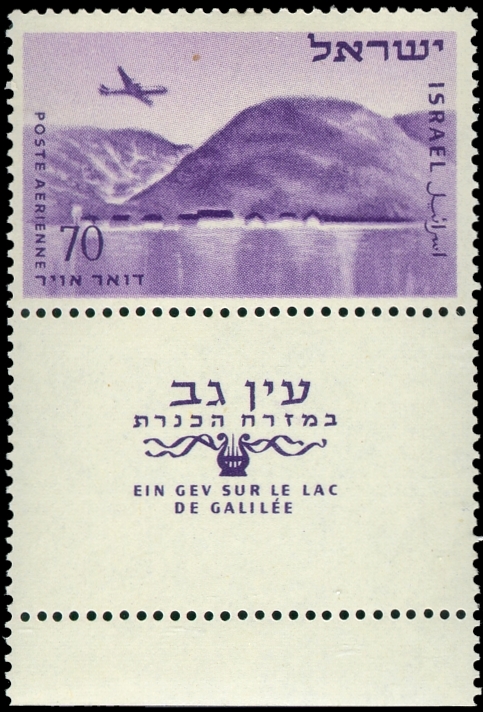 ישראל
ISRAEL اسرائيل
POSTE AERIENNE
70
דואר אויר
עין גב
במזרח הכנרת
EIN GEV SUR LE LAC
DE GALILÉE